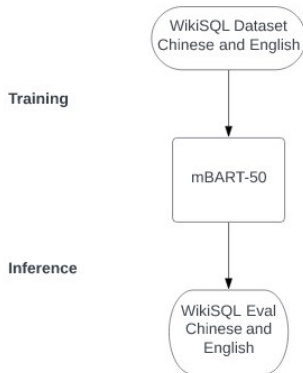 WikiSQL Dataset
Chinese and English
Training
mBART-50
Inference
WikiSQL Eval
Chinese and
English